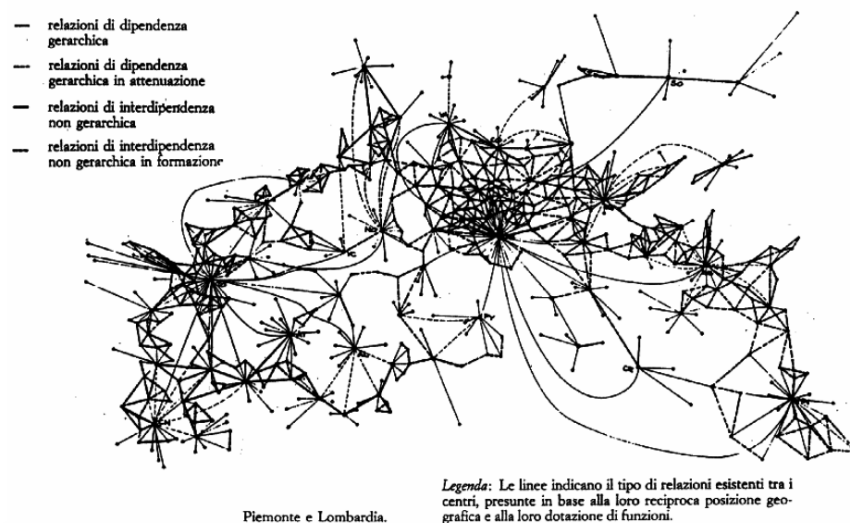 relazioni di dipendenza
gerarchica
relazioni di dipendenza
gerarchica in attenuazione
relazioni di interdipendenza
non gerarchica
relazioni di interdipendenza
non gerarchica in formazione
Legenda: Le linee indicano il tipo di relazioni esistenti tra i
centri, presunte in base alla loro reciproca posizione geo-
grafica e alla loro dotazione di funzioni.
Piemonte e Lombardia.